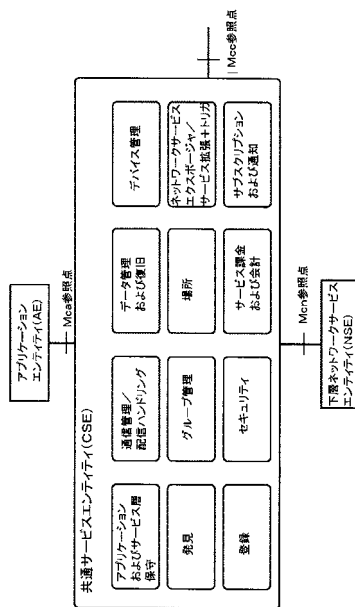 アプリケーション
エンティティ(AE)
Mca参照点
共通サービスエンティティ(CSE)
アプリケーション
およびサービス層
保守
通信管理/
配信ハンドリング
データ管理
および復旧
デバイス管理
発見
グループ管理
場所
ネットワークサービス
エクスポージャ/
サービス拡張+トリガ
登録
セキュリティ
サービス課金
および会計
サブスクリプション
および通知
Mcc参照点
Mcn参照点
下層ネットワークサービス
エンティティ(NSE)